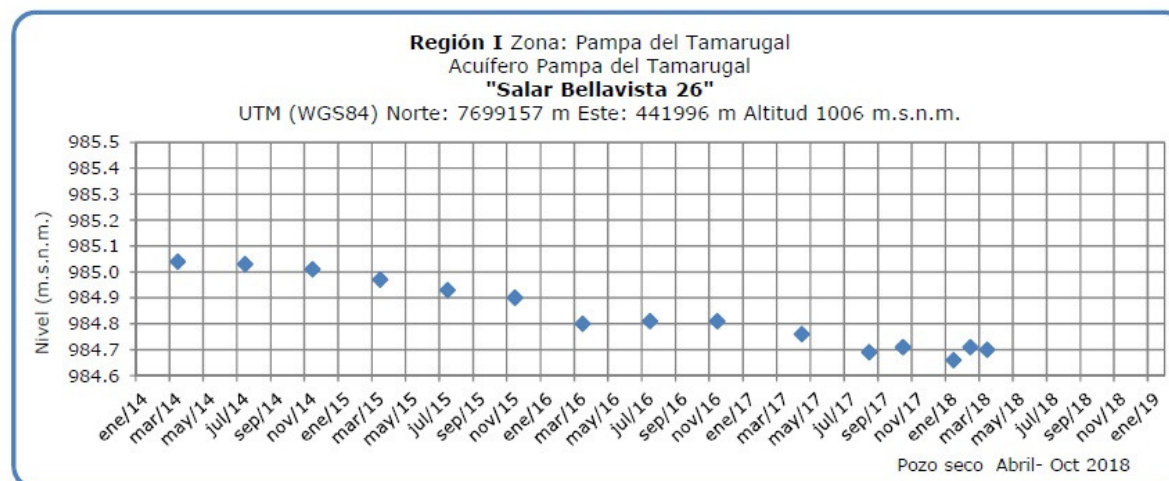 Región I Zona: Pampa del Tamarugal
Acuífero Pampa del Tamarugal
"Salar Bellavista 26"
UTM (WGS84) Norte: 7699157 m Este: 441996 m Altitud 1006 m.s.n.m.
Nivel (m.s.n.m.)
985.5
985.4
985.3
985.2
985.1
985.0
984.9
984.8
984.7
984.6
ene/14
mar/14
may/14
jul/14
sep/14
nov/14
ene/15
mar/15
may/15
jul/15
sep/15
nov/15
ene/16
mar/16
may/16
jul/16
sep/16
nov/16
ene/17
mar/17
may/17
jul/17
sep/17
nov/17
ene/18
mar/18
may/18
jul/18
sep/18
nov/18
ene/19
Pozo seco Abril- Oct 2018